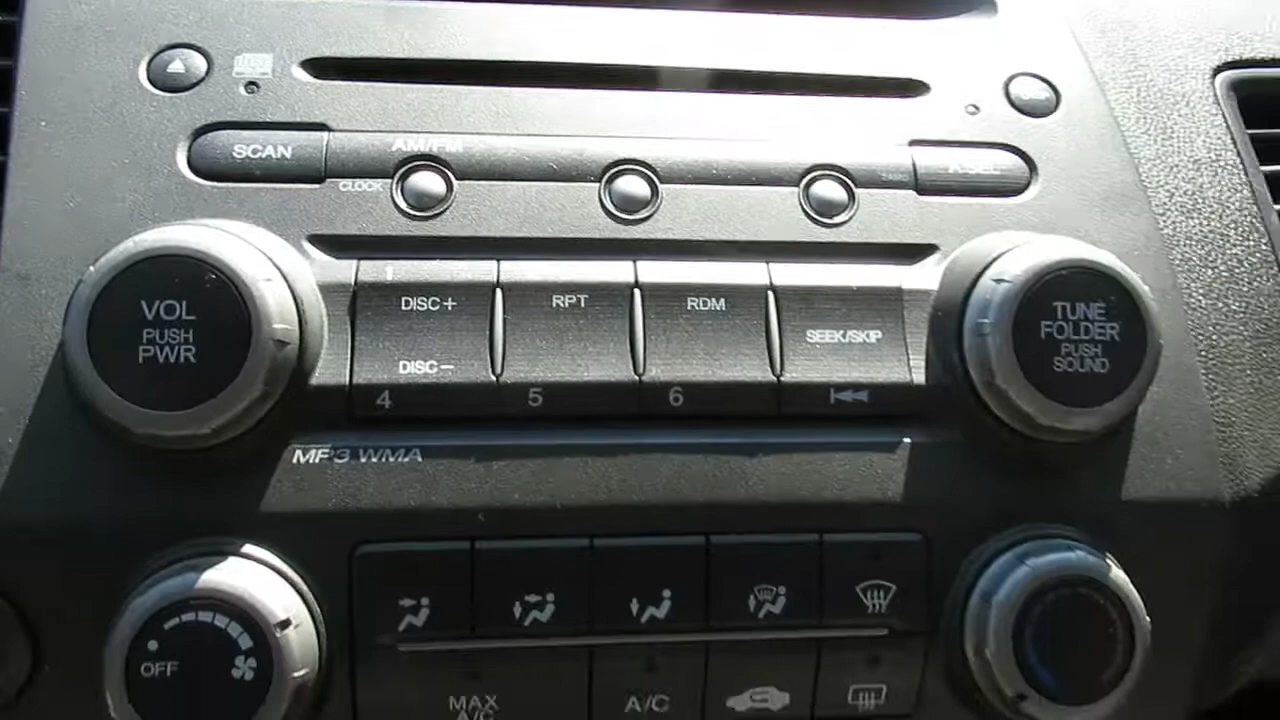 SCAN
AM/FM
CLOCK
A.SEL
VOL
PUSH
PWR
1
DISC+
RPT
RDM
SEEK/SKIP
DISC−
4
5
6
TUNE
FOLDER
PUSH
SOUND
MP3.WMA
OFF
MAX
A/C
A/C